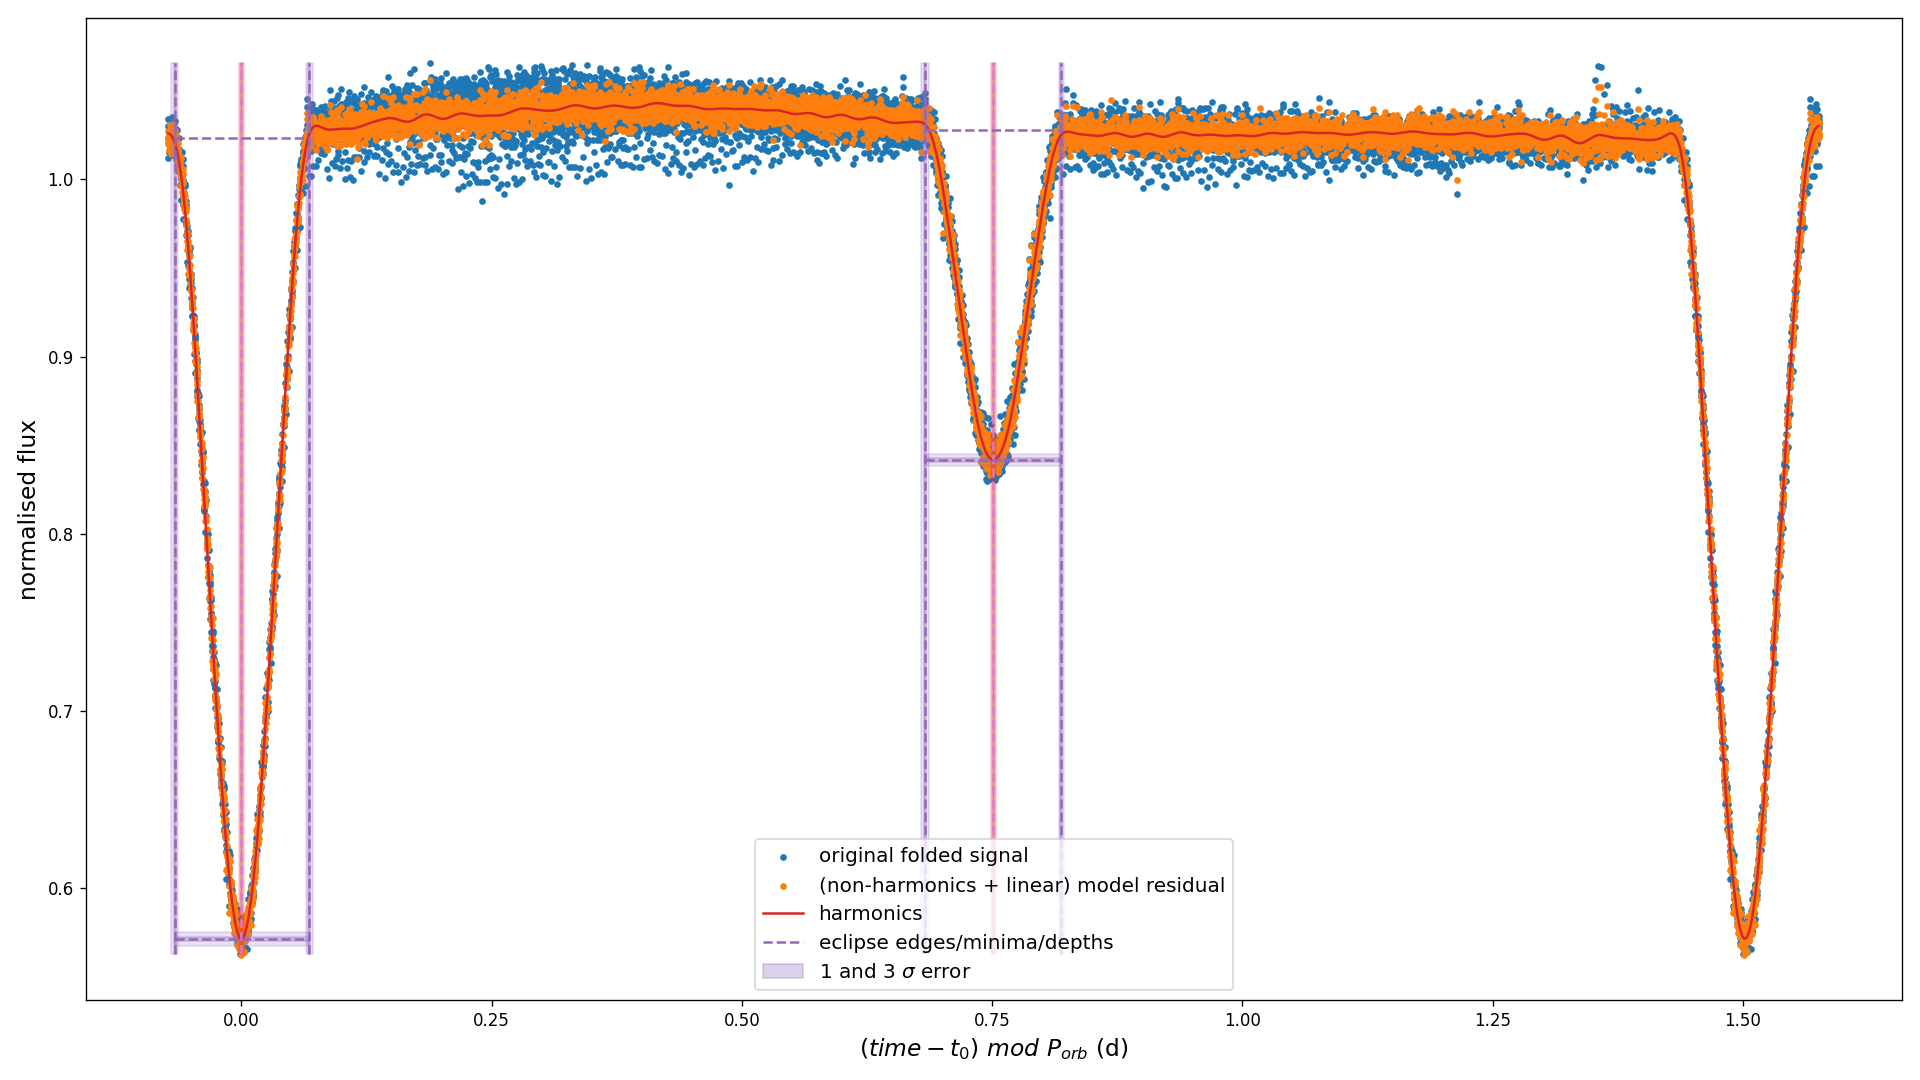 normalised flux
1.0
0.9
0.8
0.7
0.6
original folded signal
(non-harmonics + linear) model residual
harmonics
eclipse edges/minima/depths
1 and 3 σ error
0.00 0.25 0.50 0.75 1.00 1.25 1.50
(time − t₀) mod Pₒᵣb (d)